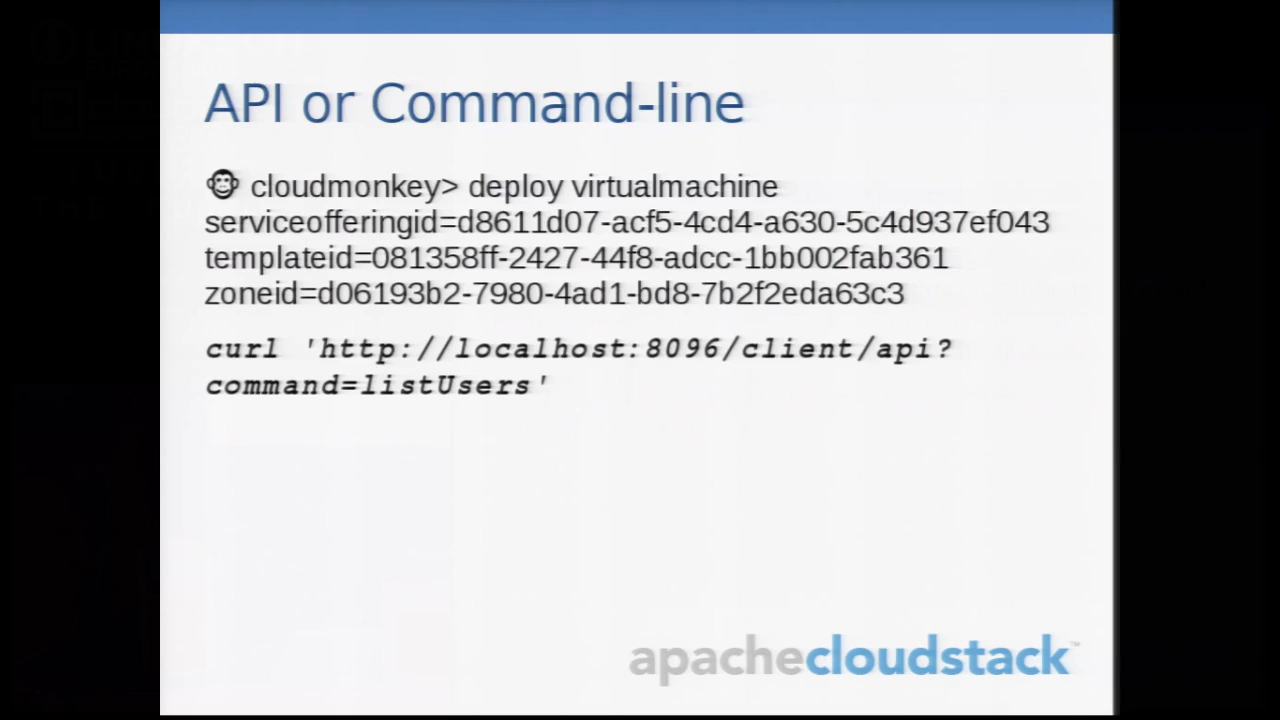 API or Command-line
cloudmonkey> deploy virtualmachine
serviceofferingid=d8611d07-acf5-4cd4-a630-5c4d937ef043
templateid=081358ff-2427-44f8-adcc-1bb002fab361
zoneid=d06193b2-7980-4ad1-bd8-7b2f2eda63c3
curl 'http://localhost:8096/client/api?
command=listUsers'
apachecloudstack™